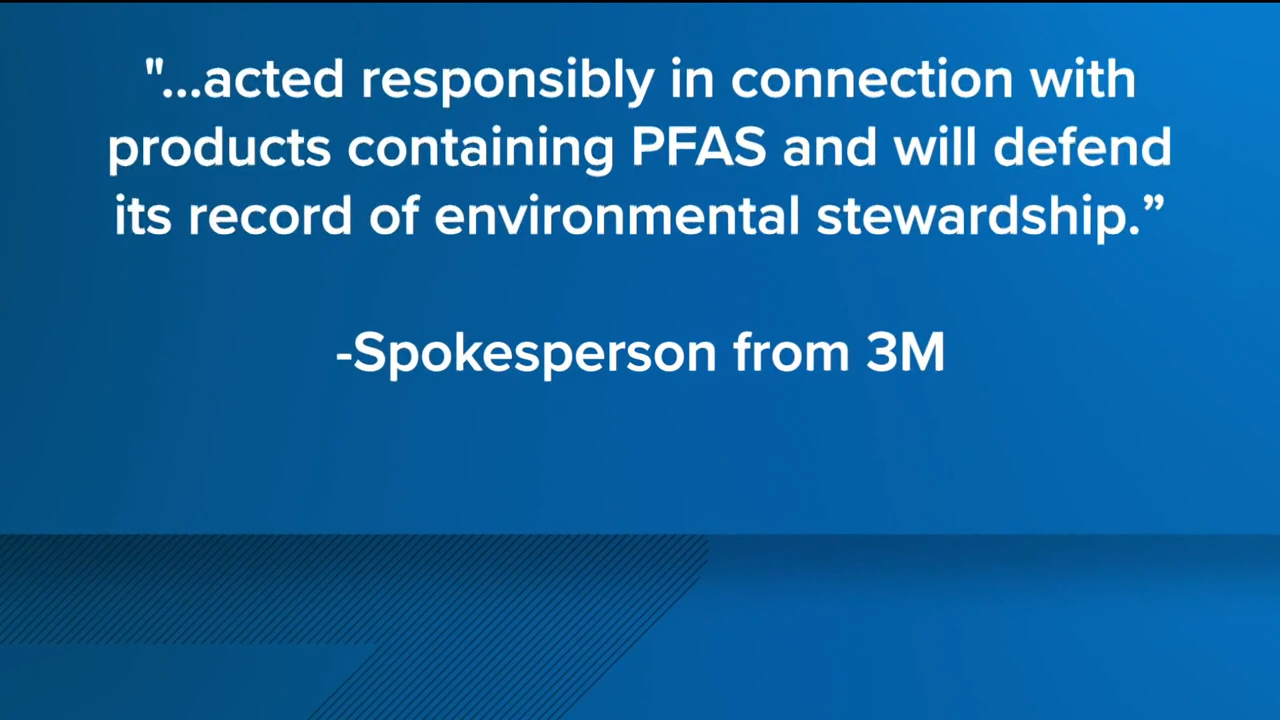 "...acted responsibly in connection with
products containing PFAS and will defend
its record of environmental stewardship.”
-Spokesperson from 3M